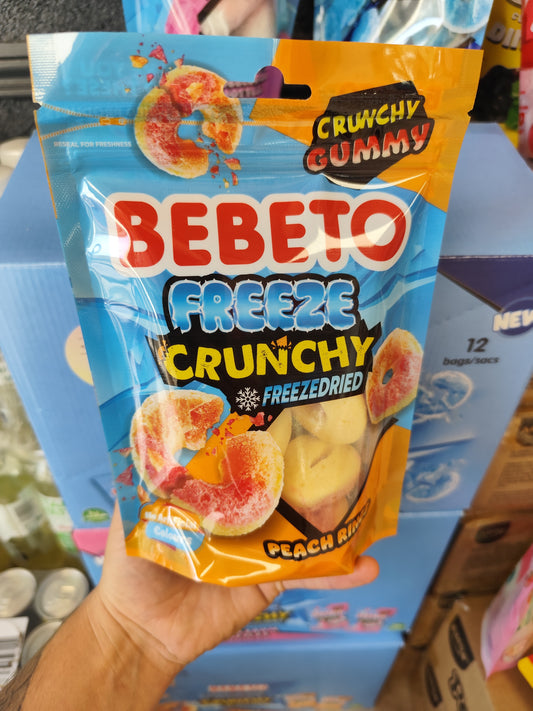 RESEAL FOR FRESHNESS
CRUNCHY
GUMMY
BEBETO
FREEZE
CRUNCHY
FREEZEDRIED
PEACH RINGS
NEW
12
bags/sacs